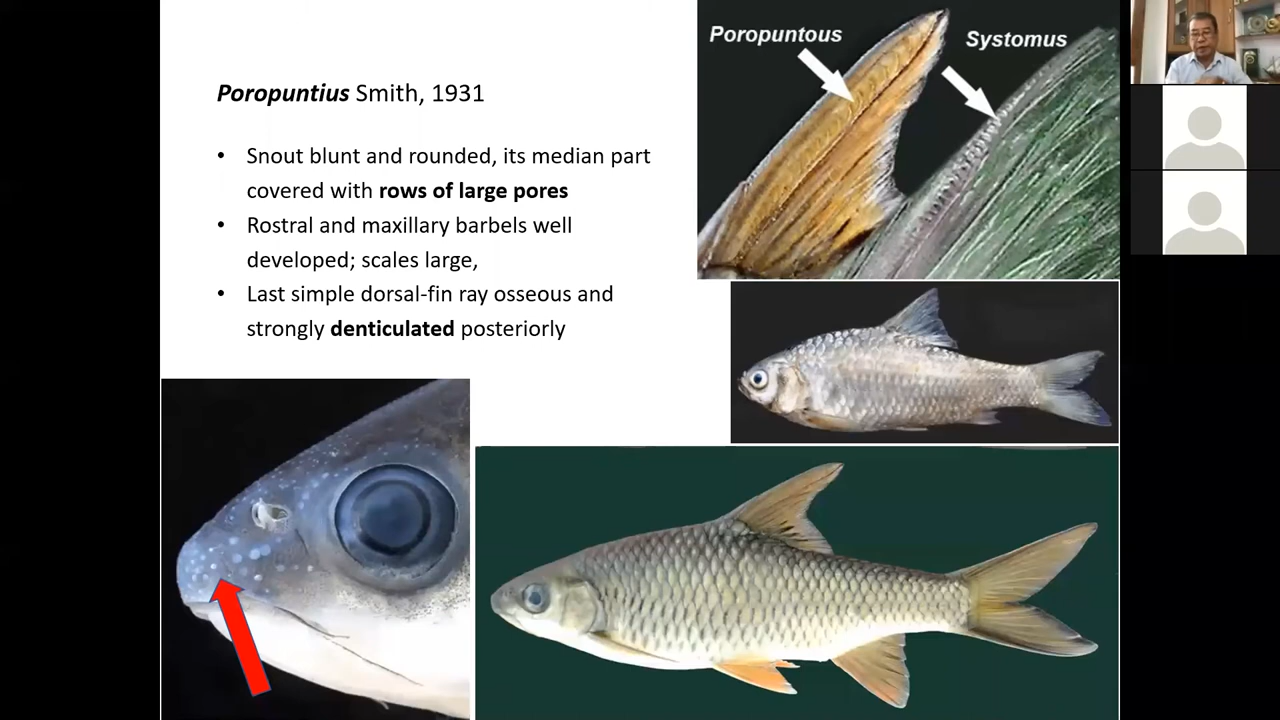 Poropuntius Smith, 1931
• Snout blunt and rounded, its median part
covered with rows of large pores
• Rostral and maxillary barbels well
developed; scales large,
• Last simple dorsal-fin ray osseous and
strongly denticulated posteriorly
Poropuntous
Systomus